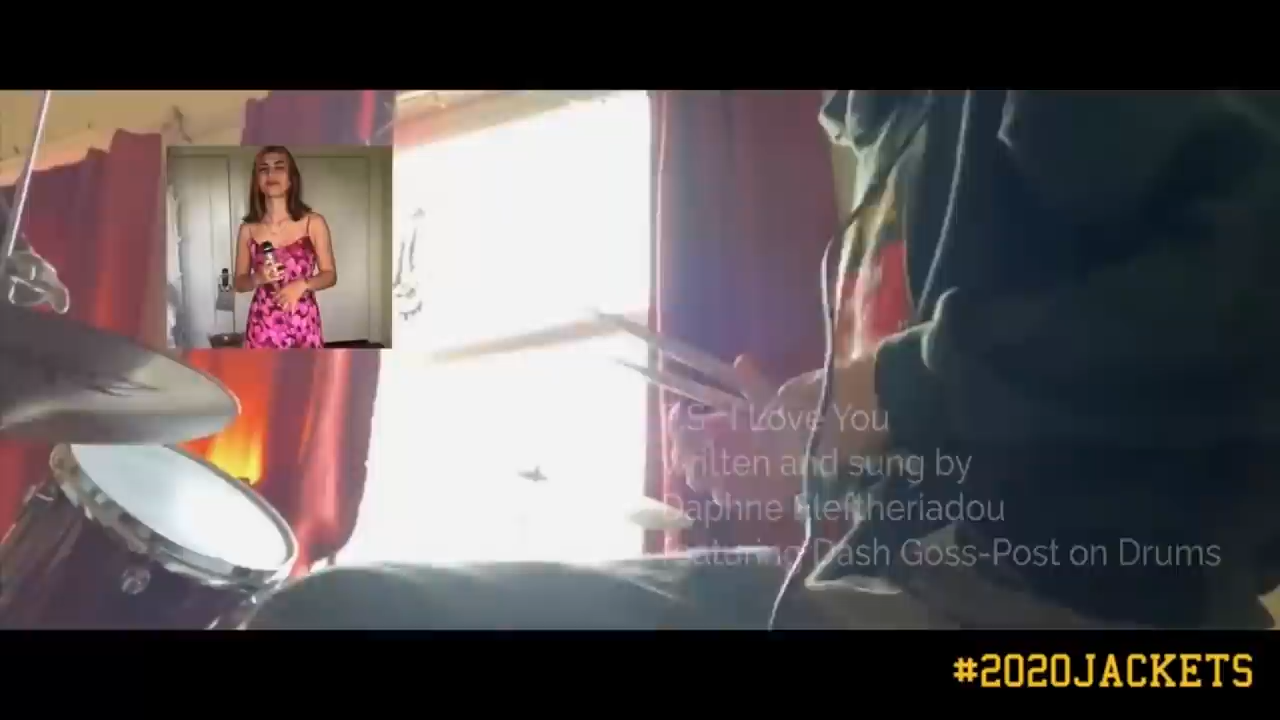 P.S- I Love You
Written and sung by
Daphne Eleftheriadou
Featuring Dash Goss-Post on Drums
#2020JACKETS